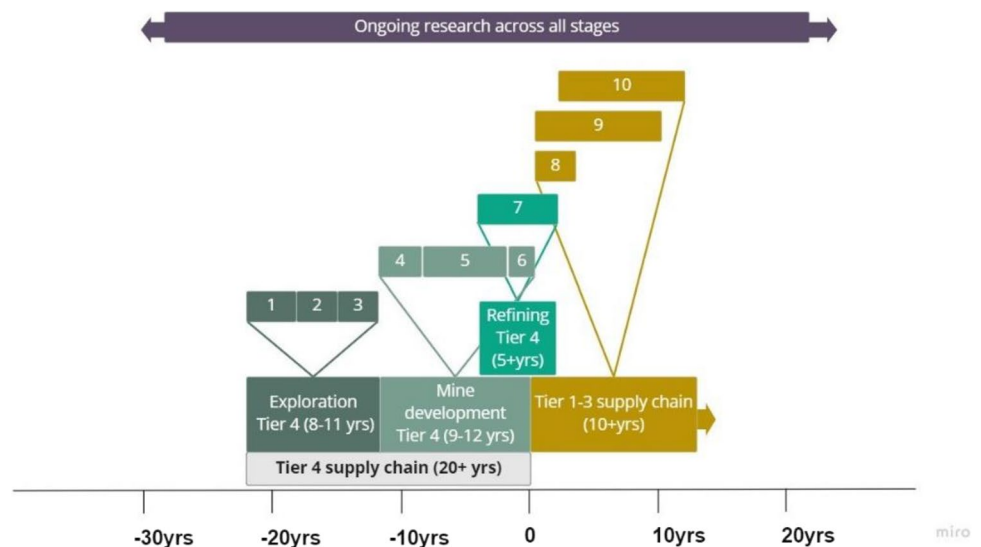 Ongoing research across all stages
10
9
8
7
4
5
6
1
2
3
Refining
Tier 4
(5+yrs)
Exploration
Tier 4 (8-11 yrs)
Mine
development
Tier 4 (9-12 yrs)
Tier 1-3 supply chain
(10+yrs)
Tier 4 supply chain (20+ yrs)
-30yrs
-20yrs
-10yrs
0
10yrs
20yrs
miro